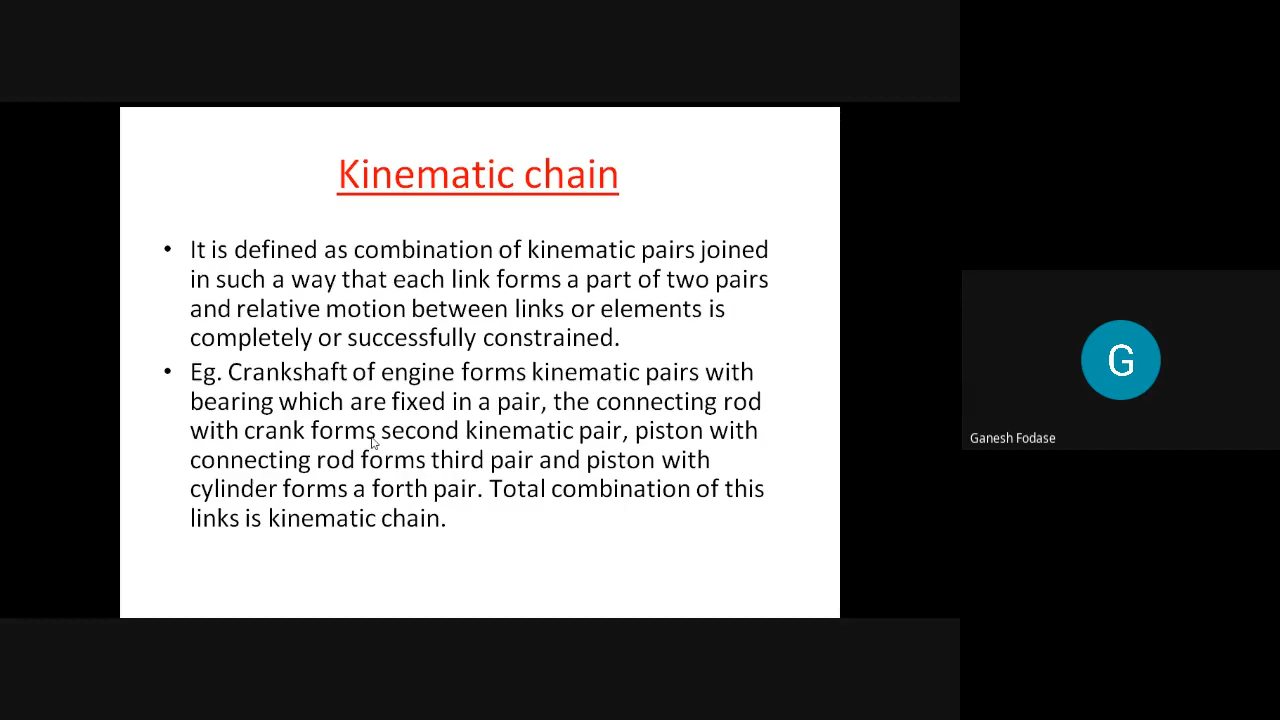 Kinematic chain
• It is defined as combination of kinematic pairs joined
in such a way that each link forms a part of two pairs
and relative motion between links or elements is
completely or successfully constrained.
• Eg. Crankshaft of engine forms kinematic pairs with
bearing which are fixed in a pair, the connecting rod
with crank forms second kinematic pair, piston with
connecting rod forms third pair and piston with
cylinder forms a forth pair. Total combination of this
links is kinematic chain.
G
Ganesh Fodase